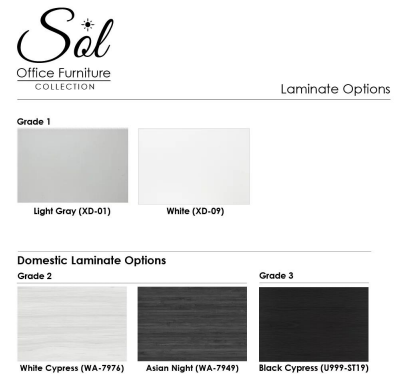 Sol
Office Furniture
COLLECTION
Laminate Options
Grade 1
Light Gray (XD-01)
White (XD-09)
Domestic Laminate Options
Grade 2
Grade 3
White Cypress (WA-7976)
Asian Night (WA-7949)
Black Cypress (U999-ST19)